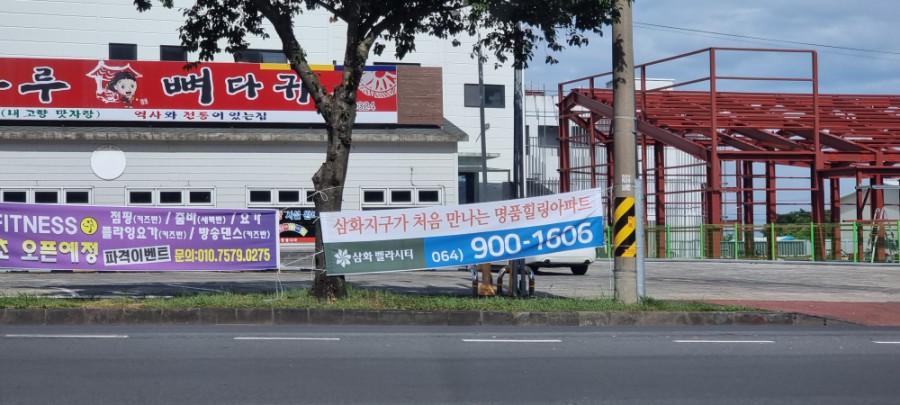 루 뼈다귀
(내고향 맛자랑) 역사와 전통이 있는집
FITNESS
점핑(키즈반) / 줄바(새벽반) / 요가
플라잉요가(키즈반) / 방송댄스(키즈반)
오픈예정
파격이벤트 문의:010.7579.0275
삼화지구가 처음 만나는 명품힐링아파트
삼화 벨라시티 064) 900-1606